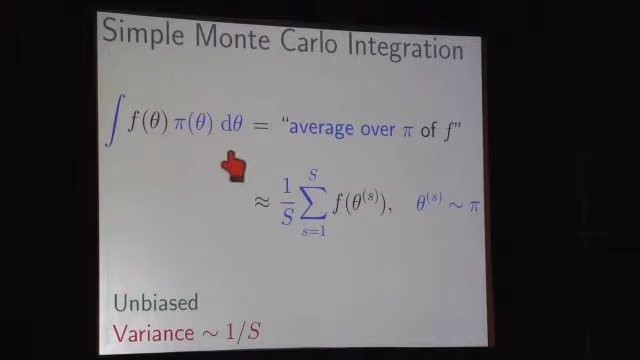 Simple Monte Carlo Integration
∫ f(θ) π(θ) dθ = “average over π of f”
≈ 1/S ∑_{s=1}^{S} f(θ^{(s)}), θ^{(s)} ∼ π
Unbiased
Variance ∼ 1/S